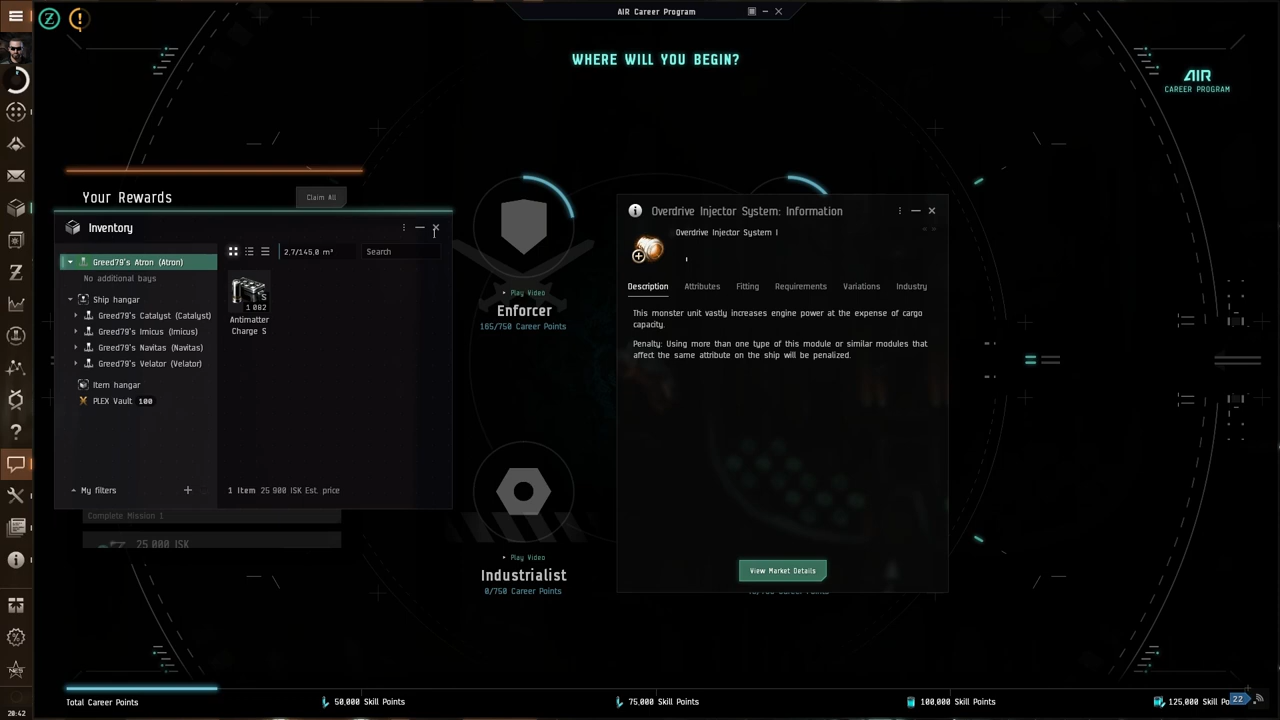 AIR Career Program
WHERE WILL YOU BEGIN?
AIR
CAREER PROGRAM
Your Rewards
Claim All
Inventory
2,7/145,0 m³
Search
Greed79's Atron (Atron)
No additional bays
Ship hangar
Greed79's Catalyst (Catalyst)
Greed79's Imicus (Imicus)
Greed79's Navitas (Navitas)
Greed79's Velator (Velator)
Item hangar
PLEX Vault 100
S
1 082
Antimatter
Charge S
My filters
1 Item 25 900 ISK Est. price
Complete Mission 1
25 000 ISK
Play Video
Enforcer
165/750 Career Points
Play Video
Industrialist
0/750 Career Points
Overdrive Injector System: Information
Overdrive Injector System I
Description Attributes Fitting Requirements Variations Industry
This monster unit vastly increases engine power at the expense of cargo
capacity.
Penalty: Using more than one type of this module or similar modules that
affect the same attribute on the ship will be penalized.
View Market Details
Total Career Points
50,000 Skill Points
75,000 Skill Points
100,000 Skill Points
125,000 Skill Po
22
20:42